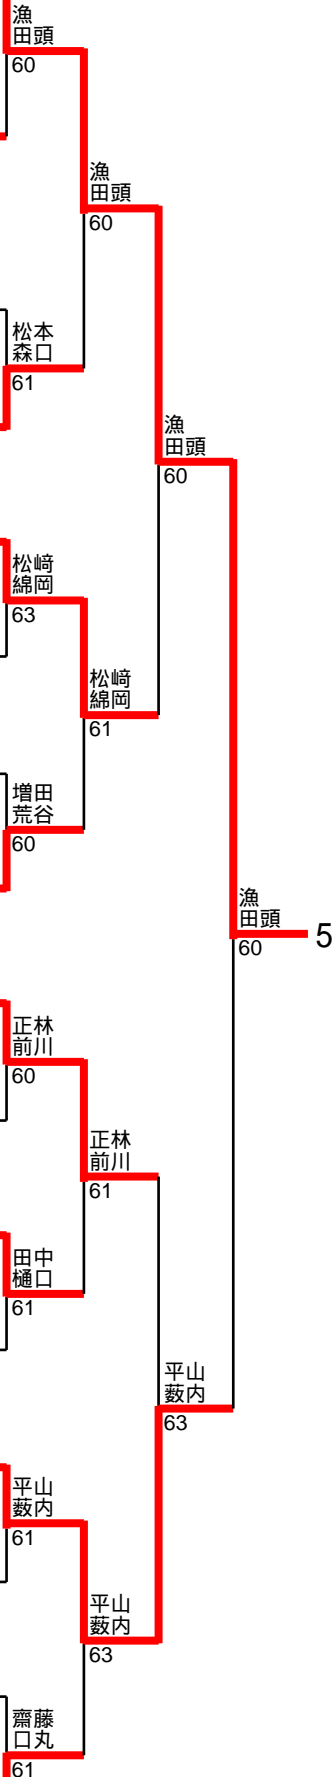 漁
田頭
60
漁
田頭
60
松本
森口
61
漁
田頭
60
松﨑
綿岡
63
松﨑
綿岡
61
増田
荒谷
60
漁
田頭
60
5
正林
前川
60
正林
前川
61
田中
樋口
61
平山
薮内
63
平山
薮内
61
平山
薮内
63
齋藤
口丸
61